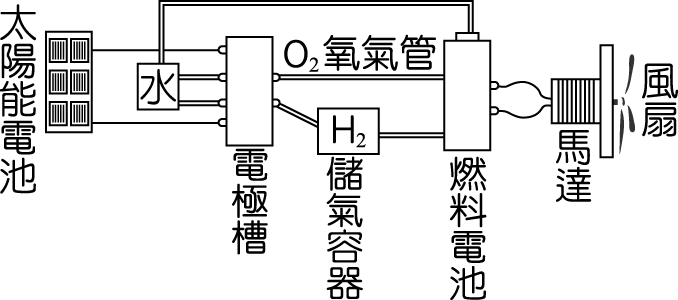 太陽能電池
水
電極槽
O₂氧氣管
H₂
儲氣容器
燃料電池
馬達
風扇